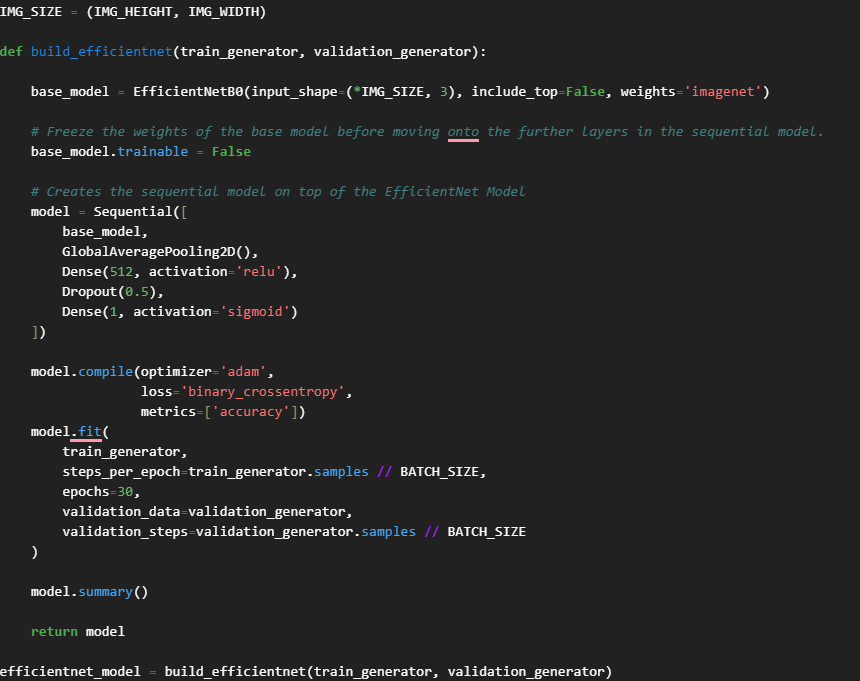 IMG_SIZE = (IMG_HEIGHT, IMG_WIDTH)
def build_efficientnet(train_generator, validation_generator):
base_model = EfficientNetB0(input_shape=(*IMG_SIZE, 3), include_top=False, weights='imagenet')
# Freeze the weights of the base model before moving onto the further layers in the sequential model.
base_model.trainable = False
# Creates the sequential model on top of the EfficientNet Model
model = Sequential([
base_model,
GlobalAveragePooling2D(),
Dense(512, activation='relu'),
Dropout(0.5),
Dense(1, activation='sigmoid')
])
model.compile(optimizer='adam',
loss='binary_crossentropy',
metrics=['accuracy'])
model.fit(
train_generator,
steps_per_epoch=train_generator.samples // BATCH_SIZE,
epochs=30,
validation_data=validation_generator,
validation_steps=validation_generator.samples // BATCH_SIZE
)
model.summary()
return model
efficientnet_model = build_efficientnet(train_generator, validation_generator)